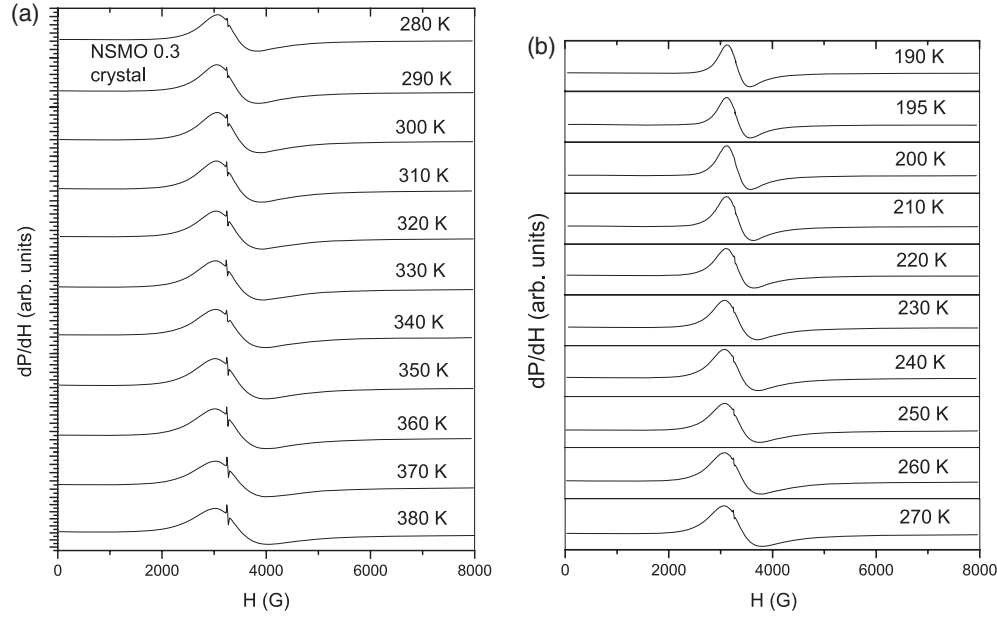 (a)
NSMO 0.3
crystal
280 K
290 K
300 K
310 K
320 K
330 K
340 K
350 K
360 K
370 K
380 K
dP/dH (arb. units)
0 2000 4000 6000 8000
H (G)
(b)
190 K
195 K
200 K
210 K
220 K
230 K
240 K
250 K
260 K
270 K
dP/dH (arb. units)
0 2000 4000 6000 8000
H (G)